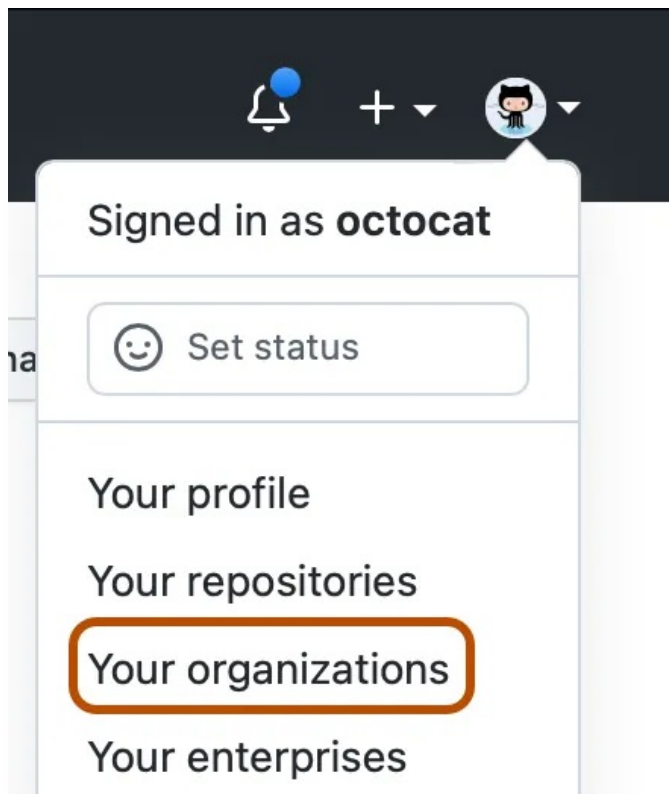 Signed in as octocat
Set status
Your profile
Your repositories
Your organizations
Your enterprises